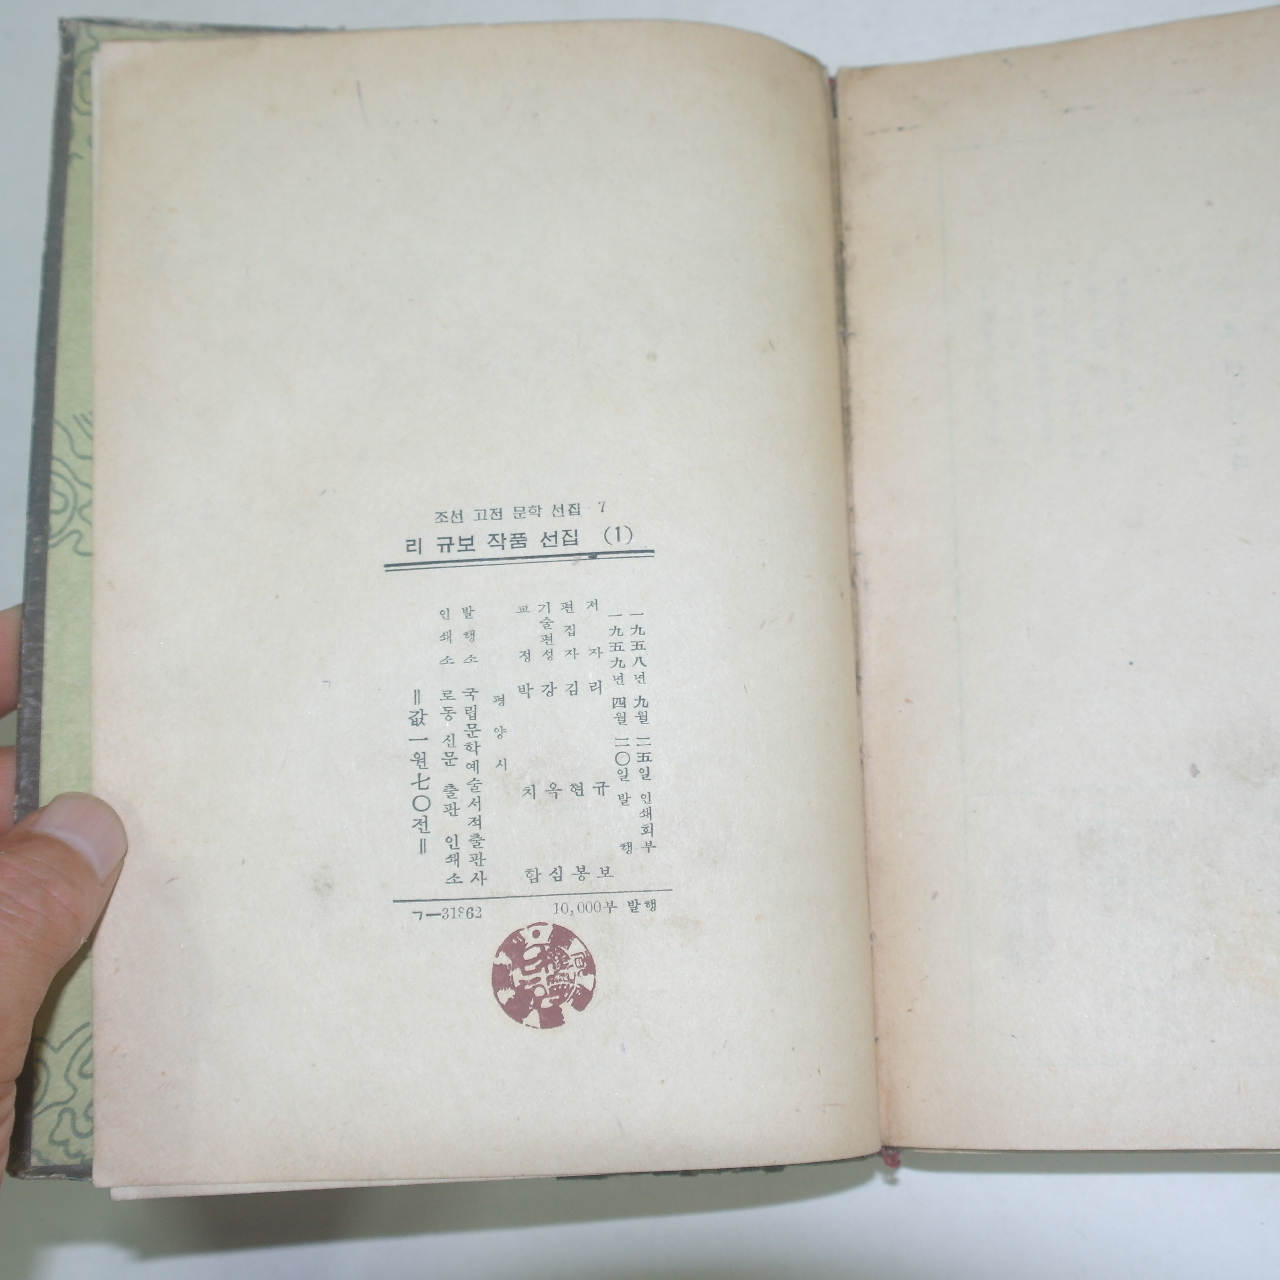 조선 고전 문학 선집 7
리 규보 작품 선집 (1)
一九五八년 九월 二五일 인쇄회부
一九五九년 四월 二〇일 발행
저자 리 규 보
편집자 김 현 봉
기술편성 강 옥 심
교정 박 치 합
평양시
발행소 국립문학예술서적출판사
인쇄소 로동 신문 출판 인쇄소
=값 一원 七〇전=
ㄱ—31862
10,000부 발행